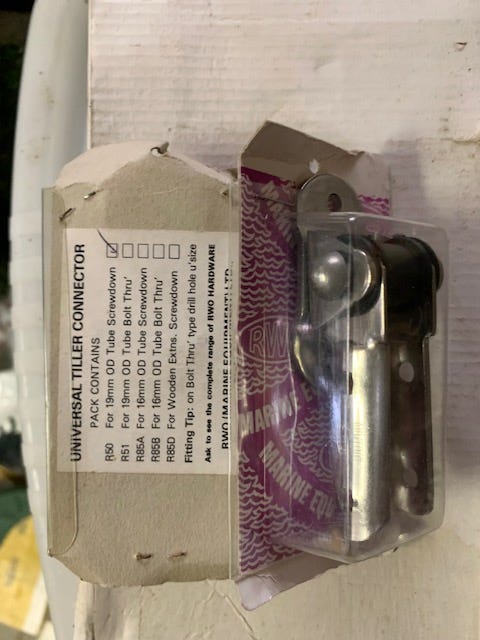 UNIVERSAL TILLER CONNECTOR
PACK CONTAINS
R50 For 19mm OD Tube Screwdown
R51 For 19mm OD Tube Bolt Thru'
R85A For 16mm OD Tube Screwdown
R85B For 16mm OD Tube Bolt Thru'
R85D For Wooden Extns. Screwdown
Fitting Tip: on Bolt Thru' type drill hole u'size
Ask to see the complete range of RWO HARDWARE
RWO (MARINE EQUIPMENT) LTD.
RWO
MARINE
MARINE EQU